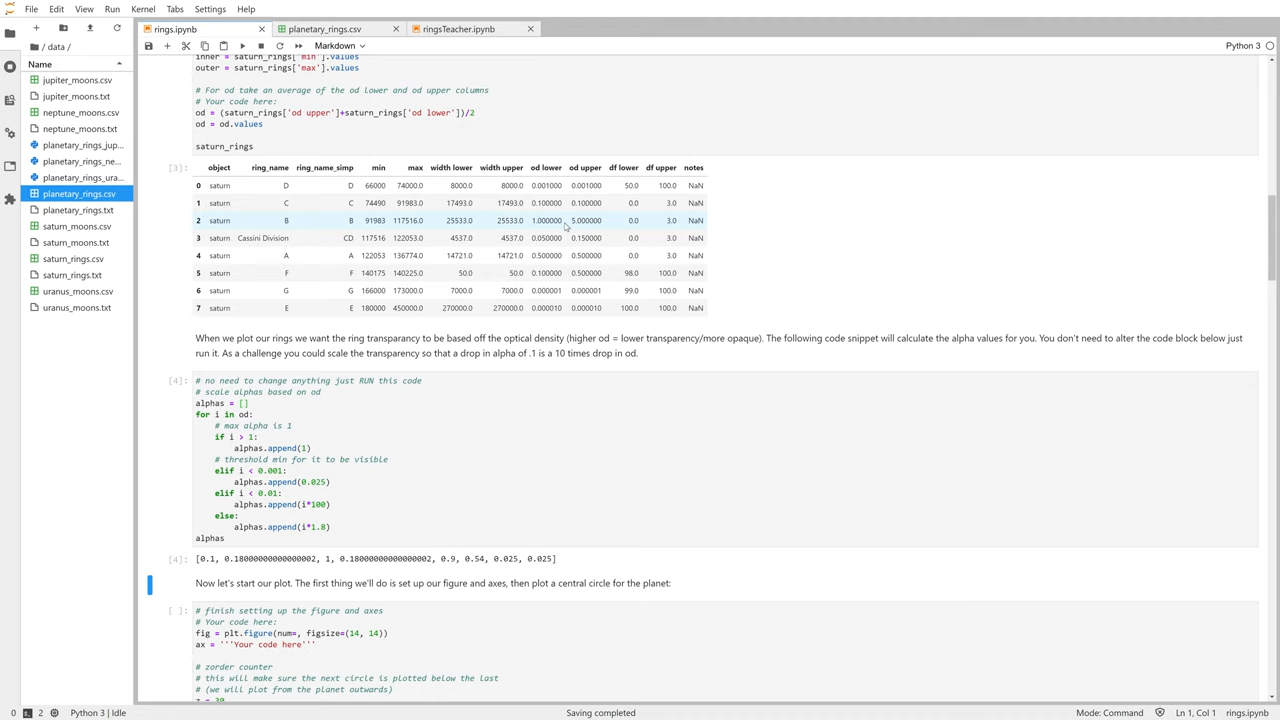 File Edit View Run Kernel Tabs Settings Help
rings.ipynb planetary_rings.csv ringsTeacher.ipynb
Markdown Python 3
/ data /
Name
jupiter_moons.csv
jupiter_moons.txt
neptune_moons.csv
neptune_moons.txt
planetary_rings_jup...
planetary_rings_ne...
planetary_rings_ura...
planetary_rings.csv
planetary_rings.txt
saturn_moons.csv
saturn_moons.txt
saturn_rings.csv
saturn_rings.txt
uranus_moons.csv
uranus_moons.txt
inner = saturn_rings['min'].values
outer = saturn_rings['max'].values
# For od take an average of the od lower and od upper columns
# Your code here:
od = (saturn_rings['od upper']+saturn_rings['od lower'])/2
od = od.values
saturn_rings
[3]: object ring_name ring_name_simp min max width lower width upper od lower od upper df lower df upper notes
0 saturn D D 66000 74000.0 8000.0 8000.0 0.001000 0.001000 50.0 100.0 NaN
1 saturn C C 74490 91983.0 17493.0 17493.0 0.100000 0.100000 0.0 3.0 NaN
2 saturn B B 91983 117516.0 25533.0 25533.0 1.000000 5.000000 0.0 3.0 NaN
3 saturn Cassini Division CD 117516 122053.0 4537.0 4537.0 0.050000 0.150000 0.0 3.0 NaN
4 saturn A A 122053 136774.0 14721.0 14721.0 0.500000 0.500000 0.0 3.0 NaN
5 saturn F F 140175 140225.0 50.0 50.0 0.100000 0.500000 98.0 100.0 NaN
6 saturn G G 166000 173000.0 7000.0 7000.0 0.000001 0.000001 99.0 100.0 NaN
7 saturn E E 180000 450000.0 270000.0 270000.0 0.000010 0.000010 100.0 100.0 NaN
When we plot our rings we want the ring transparancy to be based off the optical density (higher od = lower transparency/more opaque). The following code snippet will calculate the alpha values for you. You don't need to alter the code block below just
run it. As a challenge you could scale the transparency so that a drop in alpha of .1 is a 10 times drop in od.
[4]: # no need to change anything just RUN this code
# scale alphas based on od
alphas = []
for i in od:
# max alpha is 1
if i > 1:
alphas.append(1)
# threshold min for it to be visible
elif i < 0.001:
alphas.append(0.025)
elif i < 0.01:
alphas.append(i*100)
else:
alphas.append(i*1.8)
alphas
[4]: [0.1, 0.18000000000000002, 1, 0.18000000000000002, 0.9, 0.54, 0.025, 0.025]
Now let's start our plot. The first thing we'll do is set up our figure and axes, then plot a central circle for the planet:
[ ]: # finish setting up the figure and axes
# Your code here:
fig = plt.figure(num=, figsize=(14, 14))
ax = '''Your code here'''
# zorder counter
# this will make sure the next circle is plotted below the last
# (we will plot from the planet outwards)
z = 30
0 2 Python 3 | Idle Saving completed Mode: Command Ln 1, Col 1 rings.ipynb